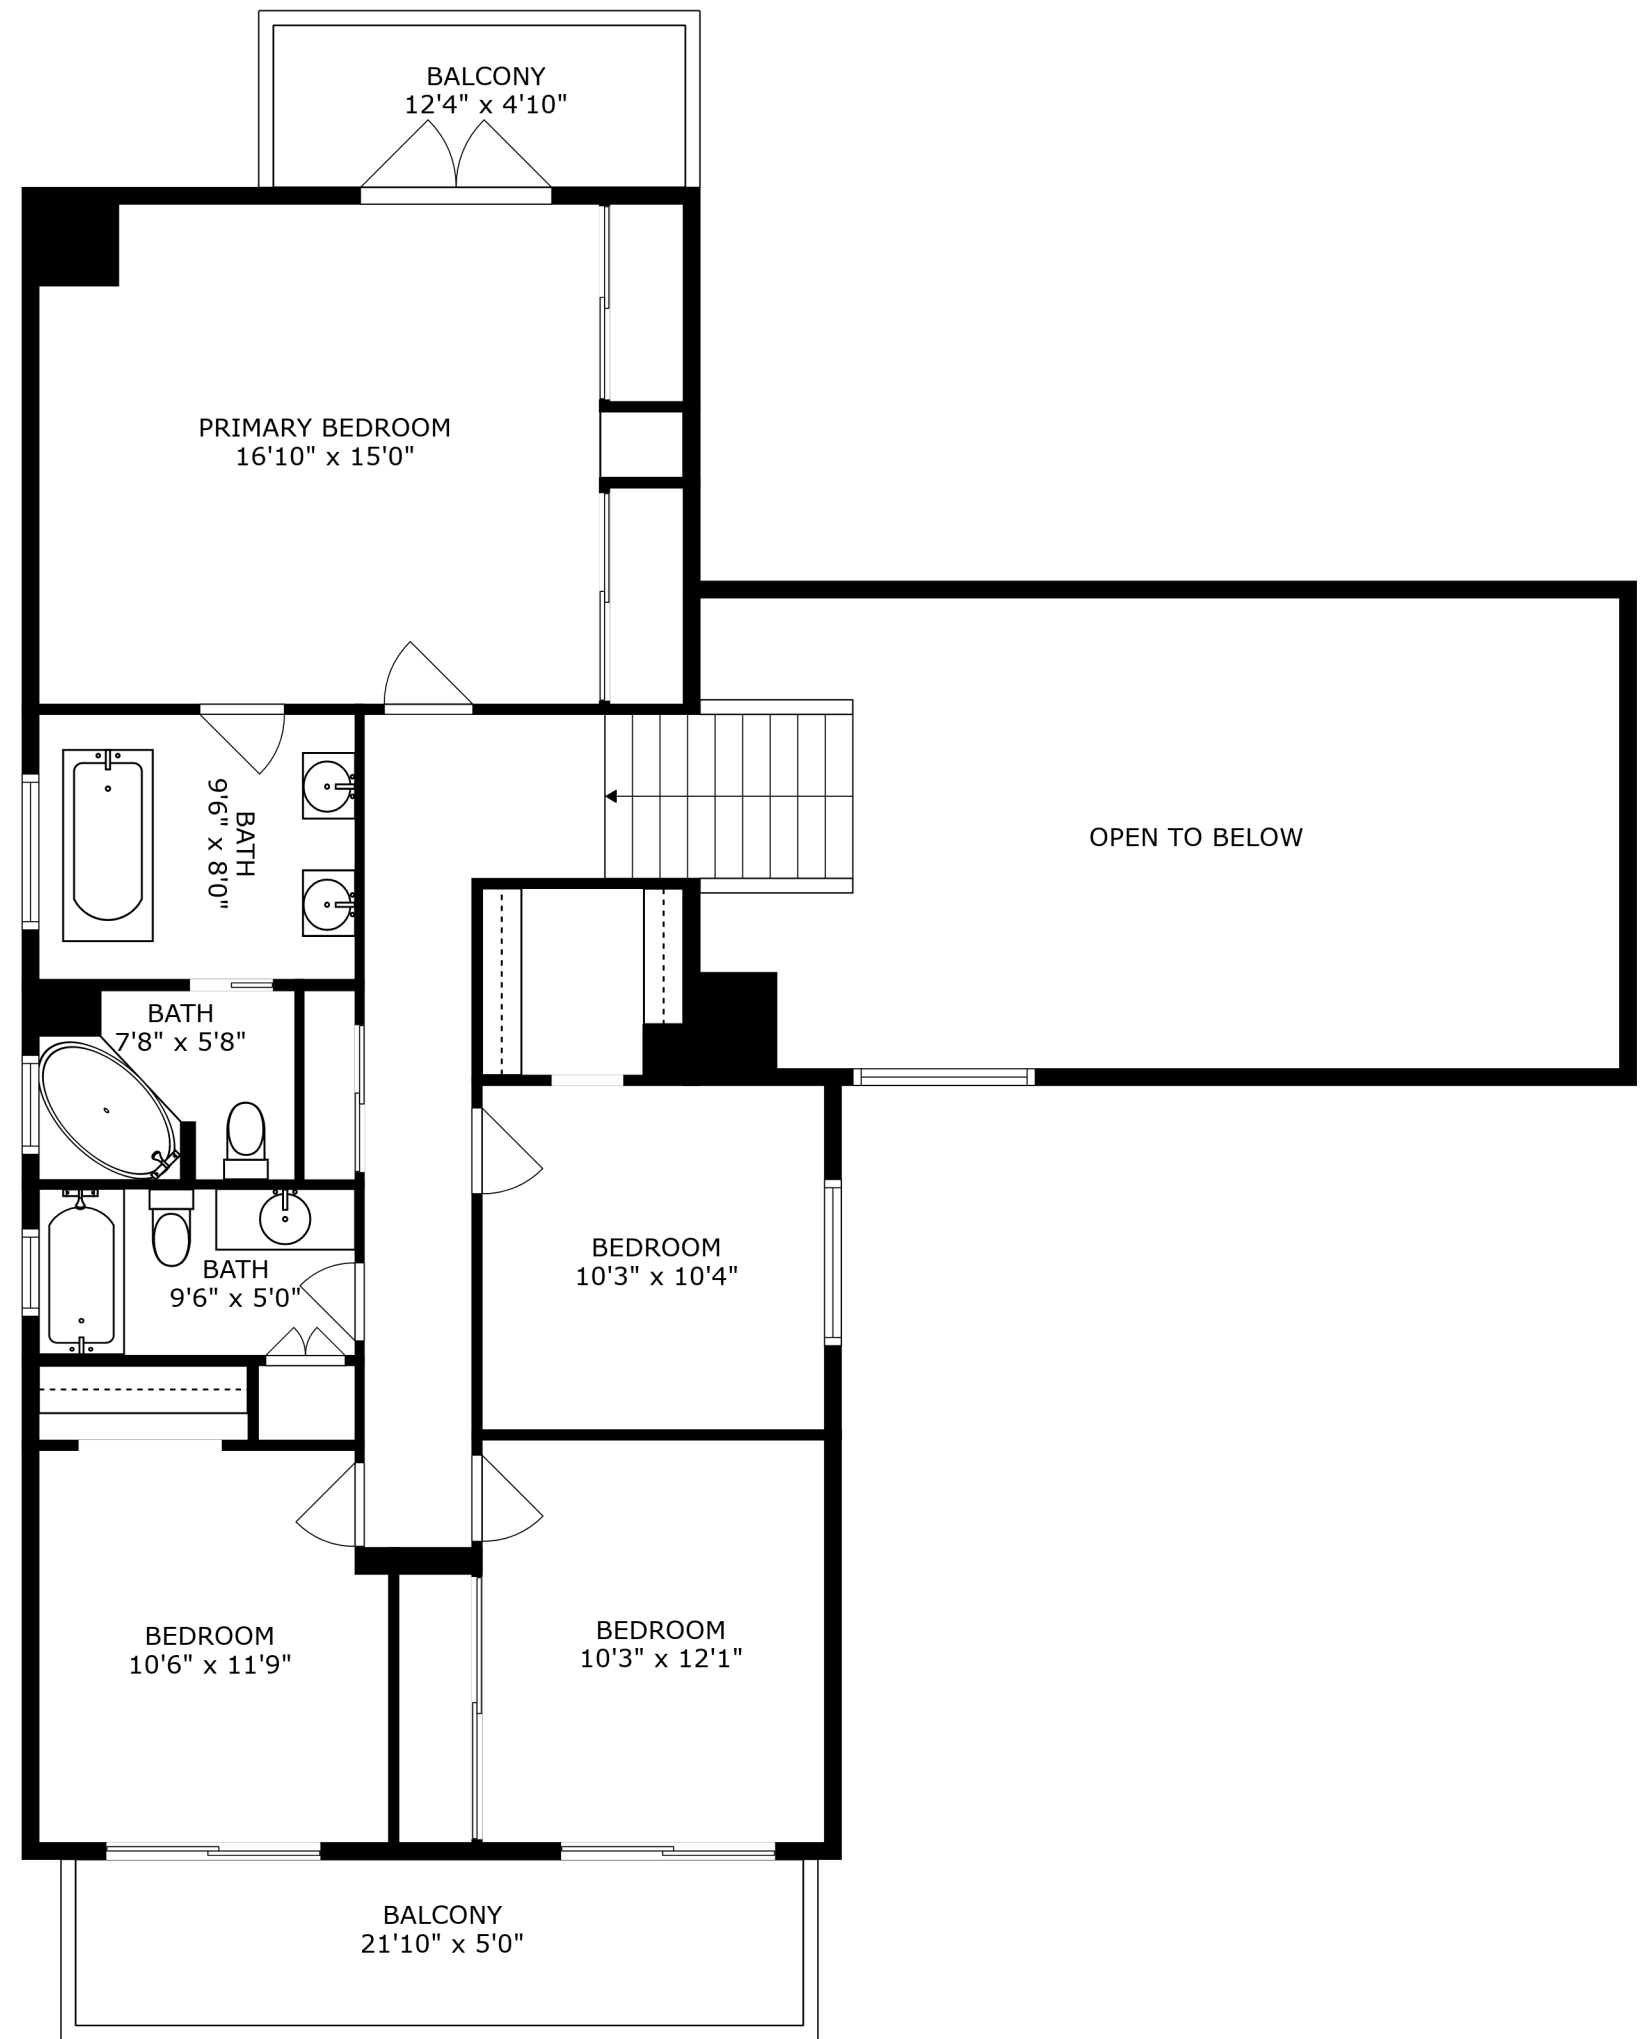 BALCONY
12'4" x 4'10"
PRIMARY BEDROOM
16'10" x 15'0"
OPEN TO BELOW
BATH
9'6" x 8'0"
BATH
7'8" x 5'8"
BEDROOM
10'3" x 10'4"
BATH
9'6" x 5'0"
BEDROOM
10'6" x 11'9"
BEDROOM
10'3" x 12'1"
BALCONY
21'10" x 5'0"